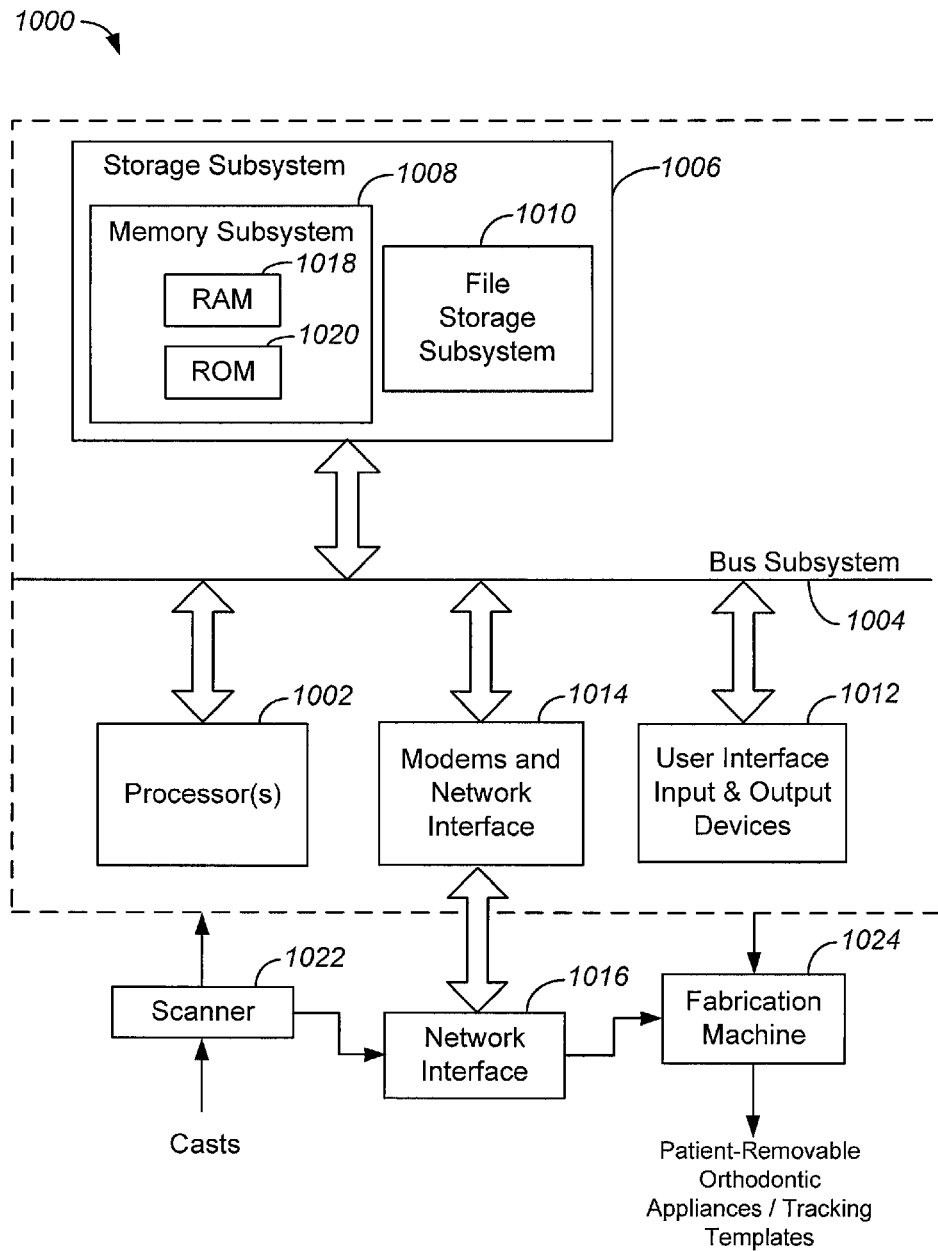 1000
Storage Subsystem
1008
1006
Memory Subsystem
1010
1018
RAM
File
Storage
Subsystem
1020
ROM
Bus Subsystem
1004
1002
1014
1012
Processor(s)
Modems and
Network
Interface
User Interface
Input & Output
Devices
1022
1016
1024
Scanner
Network
Interface
Fabrication
Machine
Casts
Patient-Removable
Orthodontic
Appliances / Tracking
Templates